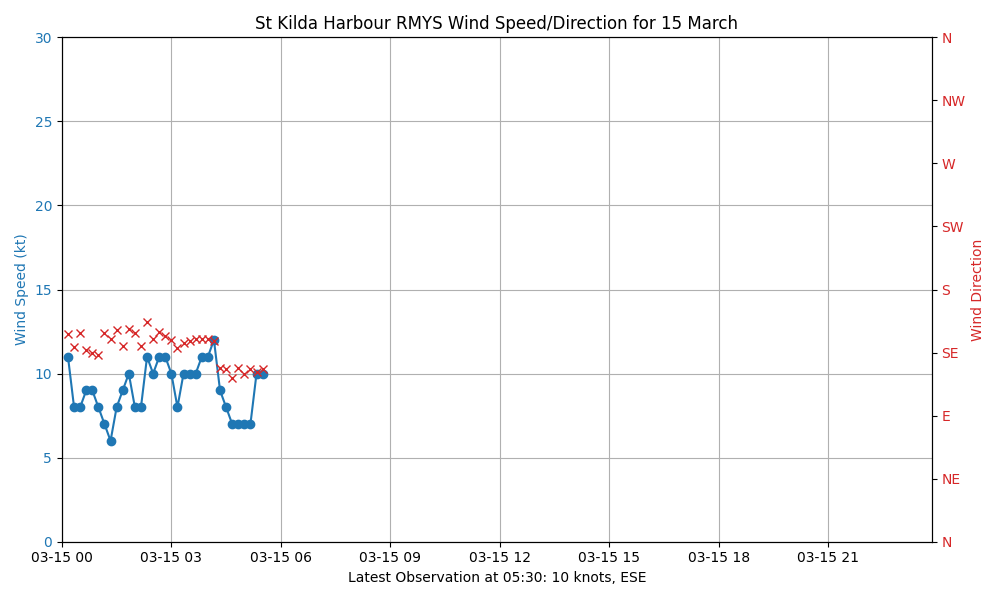 St Kilda Harbour RMYS Wind Speed/Direction for 15 March
Wind Speed (kt)
30
25
20
15
10
5
0
N
NW
W
SW
S
SE
E
NE
N
Wind Direction
03-15 00
03-15 03
03-15 06
03-15 09
03-15 12
03-15 15
03-15 18
03-15 21
Latest Observation at 05:30: 10 knots, ESE